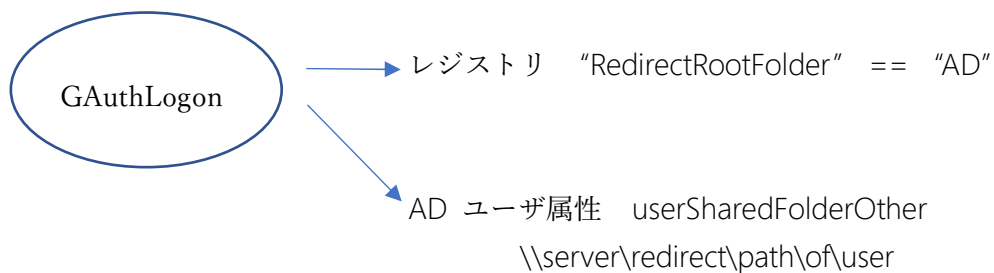 GAuthLogon
レジストリ “RedirectRootFolder” == “AD”
AD ユーザ属性 userSharedFolderOther
\\server\redirect\path\of\user